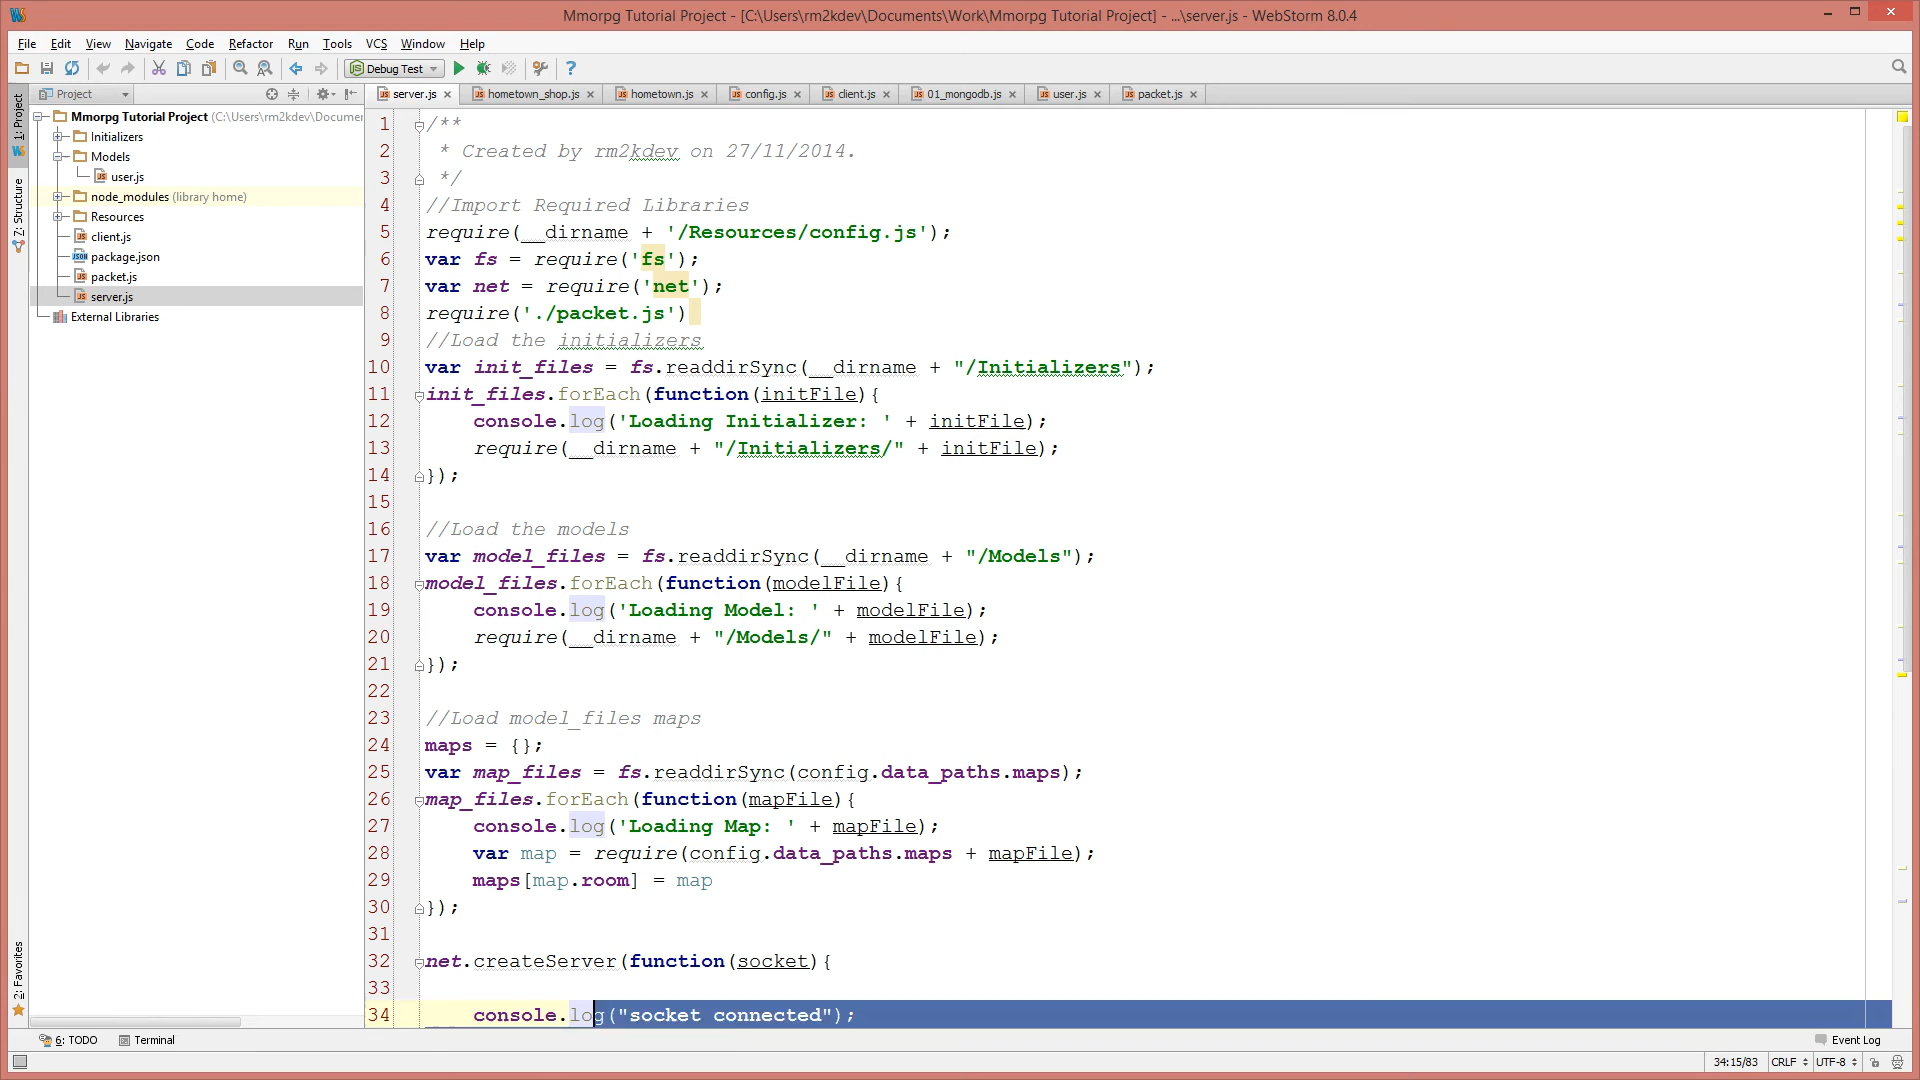 Mmorpg Tutorial Project - [C:\Users\rm2kdev\Documents\Work\Mmorpg Tutorial Project] - ...\server.js - WebStorm 8.0.4
File Edit View Navigate Code Refactor Run Tools VCS Window Help
Debug Test
Project
server.js hometown_shop.js hometown.js config.js client.js 01_mongodb.js user.js packet.js
1: Project
7: Structure
2: Favorites
Mmorpg Tutorial Project (C:\Users\rm2kdev\Documer
Initializers
Models
user.js
node_modules (library home)
Resources
client.js
package.json
packet.js
server.js
External Libraries
1 /**
2 * Created by rm2kdev on 27/11/2014.
3 */
4 //Import Required Libraries
5 require(__dirname + '/Resources/config.js');
6 var fs = require('fs');
7 var net = require('net');
8 require('./packet.js')
9 //Load the initializers
10 var init_files = fs.readdirSync(__dirname + "/Initializers");
11 init_files.forEach(function(initFile){
12 console.log('Loading Initializer: ' + initFile);
13 require(__dirname + "/Initializers/" + initFile);
14 });
15
16 //Load the models
17 var model_files = fs.readdirSync(__dirname + "/Models");
18 model_files.forEach(function(modelFile){
19 console.log('Loading Model: ' + modelFile);
20 require(__dirname + "/Models/" + modelFile);
21 });
22
23 //Load model_files maps
24 maps = {};
25 var map_files = fs.readdirSync(config.data_paths.maps);
26 map_files.forEach(function(mapFile){
27 console.log('Loading Map: ' + mapFile);
28 var map = require(config.data_paths.maps + mapFile);
29 maps[map.room] = map
30 });
31
32 net.createServer(function(socket){
33
34 console.log("socket connected");
6: TODO Terminal Event Log
34:15/83 CRLF UTF-8